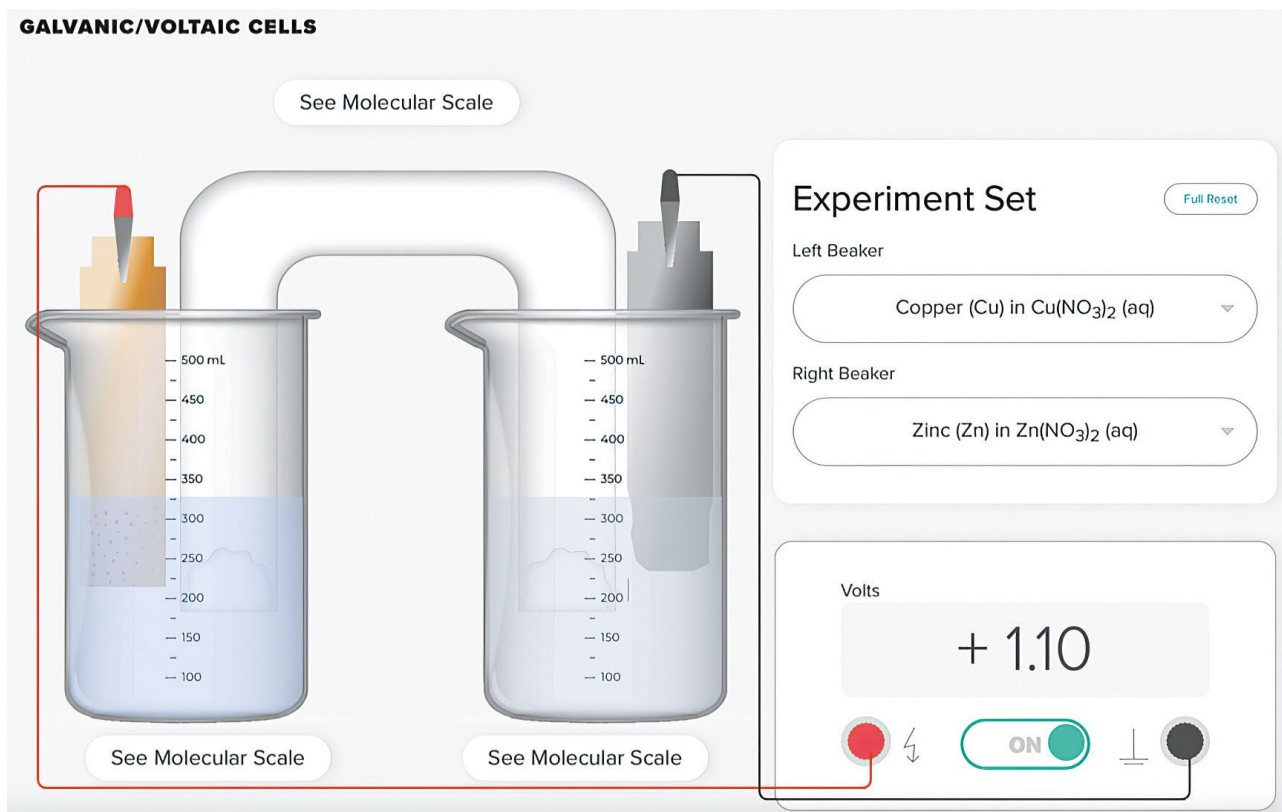 GALVANIC/VOLTAIC CELLS
See Molecular Scale
Experiment Set
Full Reset
Left Beaker
Copper (Cu) in Cu(NO₃)₂ (aq)
Right Beaker
Zinc (Zn) in Zn(NO₃)₂ (aq)
500 mL
450
400
350
300
250
200
150
100
500 mL
450
400
350
300
250
200
150
100
Volts
+ 1.10
ON
See Molecular Scale
See Molecular Scale